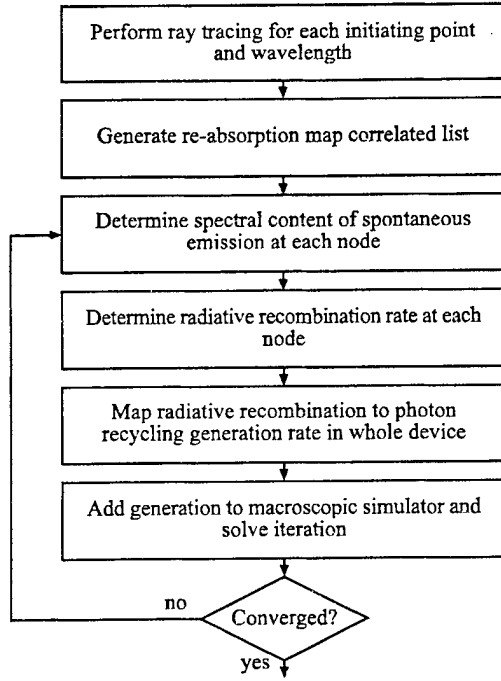 Perform ray tracing for each initiating point
and wavelength
Generate re-absorption map correlated list
Determine spectral content of spontaneous
emission at each node
Determine radiative recombination rate at each
node
Map radiative recombination to photon
recycling generation rate in whole device
Add generation to macroscopic simulator and
solve iteration
no
Converged?
yes